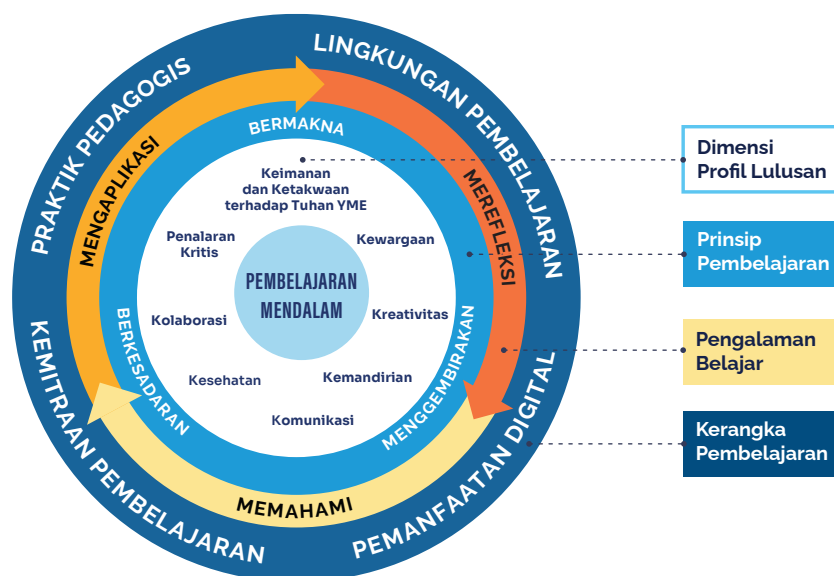 PRAKTIK PEDAGOGIS
LINGKUNGAN PEMBELAJARAN
PEMANFAATAN DIGITAL
KEMITRAAN PEMBELAJARAN
MENGAPLIKASI
MEREFLEKSI
MEMAHAMI
BERMAKNA
MENGGEMBIRAKAN
BERKESADARAN
Keimanan
dan Ketakwaan
terhadap Tuhan YME
Kewargaan
Kreativitas
Kemandirian
Komunikasi
Kesehatan
Kolaborasi
Penalaran
Kritis
PEMBELAJARAN
MENDALAM
Dimensi
Profil Lulusan
Prinsip
Pembelajaran
Pengalaman
Belajar
Kerangka
Pembelajaran